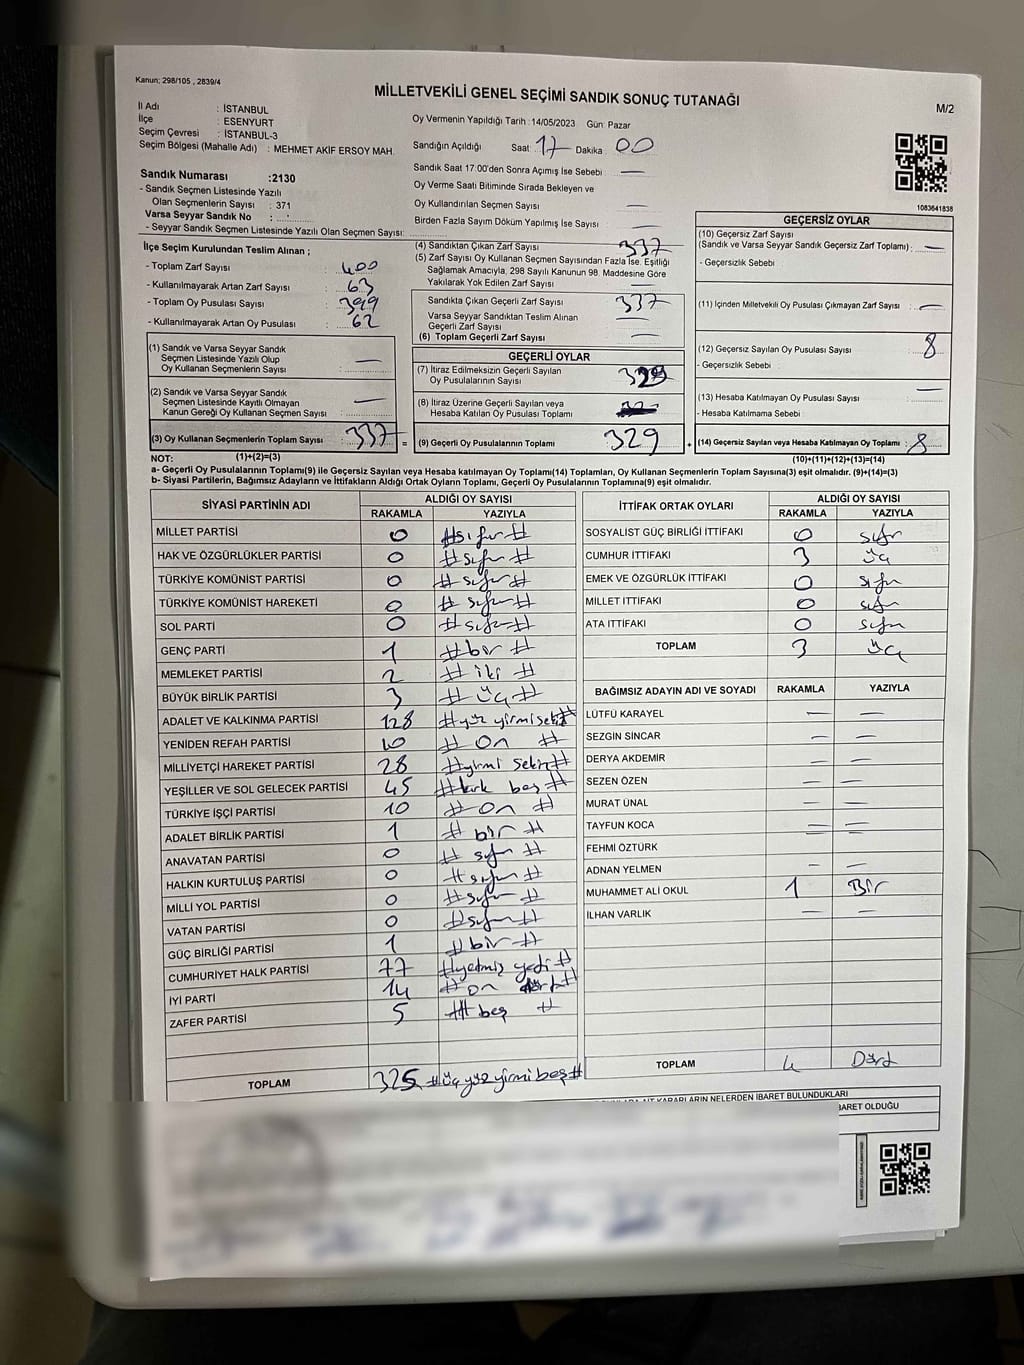 Kanun; 298/105 , 2839/4
MİLLETVEKİLİ GENEL SEÇİMİ SANDIK SONUÇ TUTANAĞI
M/2
İl Adı : İSTANBUL
İlçe : ESENYURT
Seçim Çevresi : İSTANBUL-3
Seçim Bölgesi (Mahalle Adı) : MEHMET AKİF ERSOY MAH.
Oy Vermenin Yapıldığı Tarih : 14/05/2023 Gün: Pazar
Sandığın Açıldığı Saat: 17 Dakika 00
Sandık Saat 17:00'den Sonra Açımış İse Sebebi —
Oy Verme Saati Bitiminde Sırada Bekleyen ve
Oy Kullandırılan Seçmen Sayısı —
Birden Fazla Sayım Döküm Yapılmış İse Sayısı: —
Sandık Numarası :2130
- Sandık Seçmen Listesinde Yazılı
Olan Seçmenlerin Sayısı : 371
Varsa Seyyar Sandık No :
- Seyyar Sandık Seçmen Listesinde Yazılı Olan Seçmen Sayısı:
1083641838
İlçe Seçim Kurulundan Teslim Alınan ;
- Toplam Zarf Sayısı : 400
- Kullanılmayarak Artan Zarf Sayısı : 63
- Toplam Oy Pusulası Sayısı : 399
- Kullanılmayarak Artan Oy Pusulası : 62
(1) Sandık ve Varsa Seyyar Sandık
Seçmen Listesinde Yazılı Olup
Oy Kullanan Seçmenlerin Sayısı : —
(2) Sandık ve Varsa Seyyar Sandık
Seçmen Listesinde Kayıtlı Olmayan
Kanun Gereği Oy Kullanan Seçmen Sayısı : —
(3) Oy Kullanan Seçmenlerin Toplam Sayısı : 337 =
(4) Sandıktan Çıkan Zarf Sayısı 337
(5) Zarf Sayısı Oy Kullanan Seçmen Sayısından Fazla İse, Eşitliği
Sağlamak Amacıyla, 298 Sayılı Kanunun 98. Maddesine Göre
Yakılarak Yok Edilen Zarf Sayısı : —
Sandıkta Çıkan Geçerli Zarf Sayısı : 337
Varsa Seyyar Sandıktan Teslim Alınan
Geçerli Zarf Sayısı —
(6) Toplam Geçerli Zarf Sayısı : —
GEÇERLİ OYLAR
(7) İtiraz Edilmeksizin Geçerli Sayılan
Oy Pusulalarının Sayısı : 329
(8) İtiraz Üzerine Geçerli Sayılan veya
Hesaba Katılan Oy Pusulası Toplamı :
(9) Geçerli Oy Pusulalarının Toplamı : 329
GEÇERSİZ OYLAR
(10) Geçersiz Zarf Sayısı
(Sandık ve Varsa Seyyar Sandık Geçersiz Zarf Toplamı) : —
- Geçersizlik Sebebi
(11) İçinden Milletvekili Oy Pusulası Çıkmayan Zarf Sayısı : —
(12) Geçersiz Sayılan Oy Pusulası Sayısı : 8
- Geçersizlik Sebebi :
(13) Hesaba Katılmayan Oy Pusulası Sayısı : —
- Hesaba Katılmama Sebebi
(14) Geçersiz Sayılan veya Hesaba Katılmayan Oy Toplamı : 8
NOT: (1)+(2)=(3) (10)+(11)+(12)+(13)=(14)
a- Geçerli Oy Pusulalarının Toplamı(9) ile Geçersiz Sayılan veya Hesaba katılmayan Oy Toplamı(14) Toplamları, Oy Kullanan Seçmenlerin Toplam Sayısına(3) eşit olmalıdır. (9)+(14)=(3)
b- Siyasi Partilerin, Bağımsız Adayların ve İttifakların Aldığı Ortak Oyların Toplamı, Geçerli Oy Pusulalarının Toplamına(9) eşit olmalıdır.
SİYASİ PARTİNİN ADI ALDIĞI OY SAYISI
RAKAMLA YAZIYLA
MİLLET PARTİSİ 0 #sıfır#
HAK VE ÖZGÜRLÜKLER PARTİSİ 0 #sıfır#
TÜRKİYE KOMÜNİST PARTİSİ 0 #sıfır#
TÜRKİYE KOMÜNİST HAREKETİ 0 #sıfır#
SOL PARTİ 0 #sıfır#
GENÇ PARTİ 1 #bir#
MEMLEKET PARTİSİ 2 #iki#
BÜYÜK BİRLİK PARTİSİ 3 #üç#
ADALET VE KALKINMA PARTİSİ 128 #yüz yirmi sekiz#
YENİDEN REFAH PARTİSİ 10 #On#
MİLLİYETÇİ HAREKET PARTİSİ 28 #yirmi sekiz#
YEŞİLLER VE SOL GELECEK PARTİSİ 45 #kırk beş#
TÜRKİYE İŞÇİ PARTİSİ 10 #On#
ADALET BİRLİK PARTİSİ 1 #bir#
ANAVATAN PARTİSİ 0 #sıfır#
HALKIN KURTULUŞ PARTİSİ 0 #sıfır#
MİLLİ YOL PARTİSİ 0 #sıfır#
VATAN PARTİSİ 0 #sıfır#
GÜÇ BİRLİĞİ PARTİSİ 1 #bir#
CUMHURİYET HALK PARTİSİ 77 #yetmiş yedi#
İYİ PARTİ 14 #on dört#
ZAFER PARTİSİ 5 #beş#
TOPLAM 325 #üçyüzyirmibeş#
İTTİFAK ORTAK OYLARI ALDIĞI OY SAYISI
RAKAMLA YAZIYLA
SOSYALİST GÜÇ BİRLİĞİ İTTİFAKI 0 sıfır
CUMHUR İTTİFAKI 3 üç
EMEK VE ÖZGÜRLÜK İTTİFAKI 0 sıfır
MİLLET İTTİFAKI 0 sıfır
ATA İTTİFAKI 0 sıfır
TOPLAM 3 üç
BAĞIMSIZ ADAYIN ADI VE SOYADI RAKAMLA YAZIYLA
LÜTFÜ KARAYEL — —
SEZGİN SİNCAR — —
DERYA AKDEMİR — —
SEZEN ÖZEN — —
MURAT ÜNAL — —
TAYFUN KOCA — —
FEHMİ ÖZTÜRK
ADNAN YELMEN — —
MUHAMMET ALİ OKUL 1 Bir
İLHAN VARLIK — —
TOPLAM 4 Dört
KARARLARIN NELERDEN İBARET BULUNDUKLARI
BARET OLDUĞU